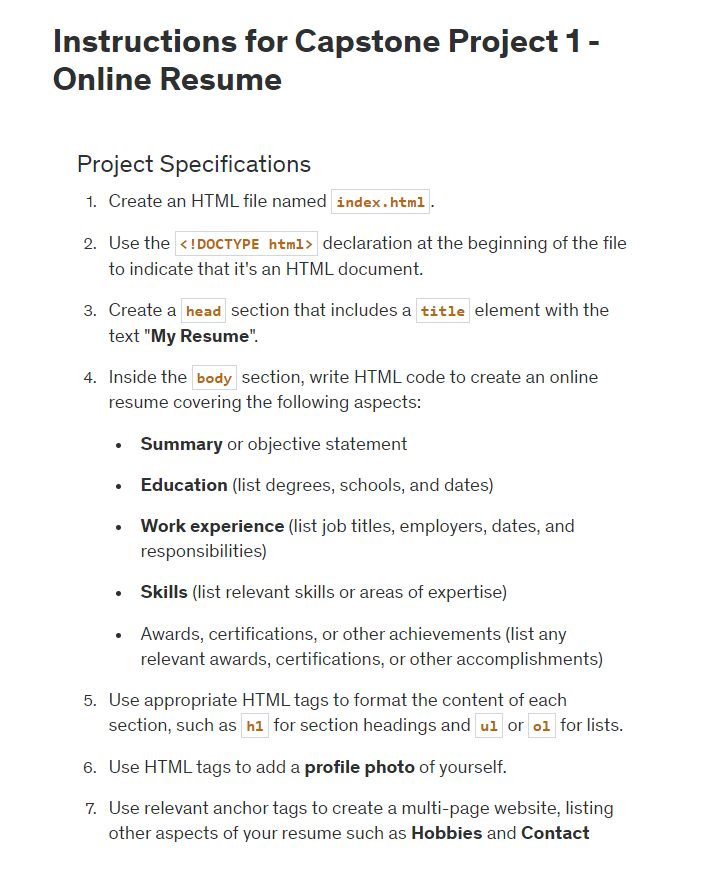 Instructions for Capstone Project 1 -
Online Resume
Project Specifications
1. Create an HTML file named index.html.
2. Use the <!DOCTYPE html> declaration at the beginning of the file
to indicate that it's an HTML document.
3. Create a head section that includes a title element with the
text "My Resume".
4. Inside the body section, write HTML code to create an online
resume covering the following aspects:
• Summary or objective statement
• Education (list degrees, schools, and dates)
• Work experience (list job titles, employers, dates, and
responsibilities)
• Skills (list relevant skills or areas of expertise)
• Awards, certifications, or other achievements (list any
relevant awards, certifications, or other accomplishments)
5. Use appropriate HTML tags to format the content of each
section, such as h1 for section headings and ul or ol for lists.
6. Use HTML tags to add a profile photo of yourself.
7. Use relevant anchor tags to create a multi-page website, listing
other aspects of your resume such as Hobbies and Contact